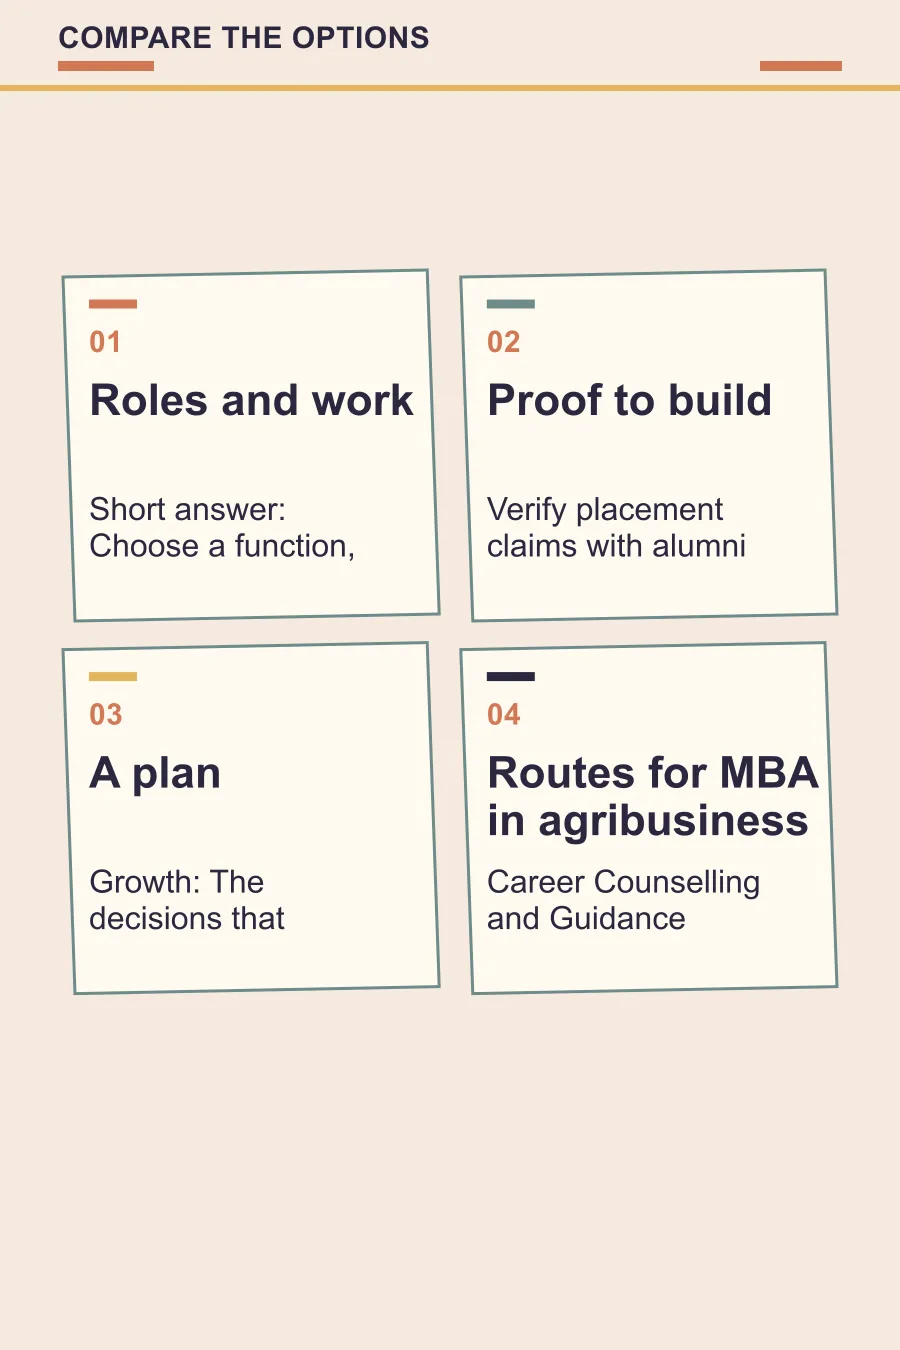 COMPARE THE OPTIONS
01
Roles and work
Short answer:
Choose a function,
02
Proof to build
Verify placement
claims with alumni
03
A plan
Growth: The
decisions that
04
Routes for MBA
in agribusiness
Career Counselling
and Guidance